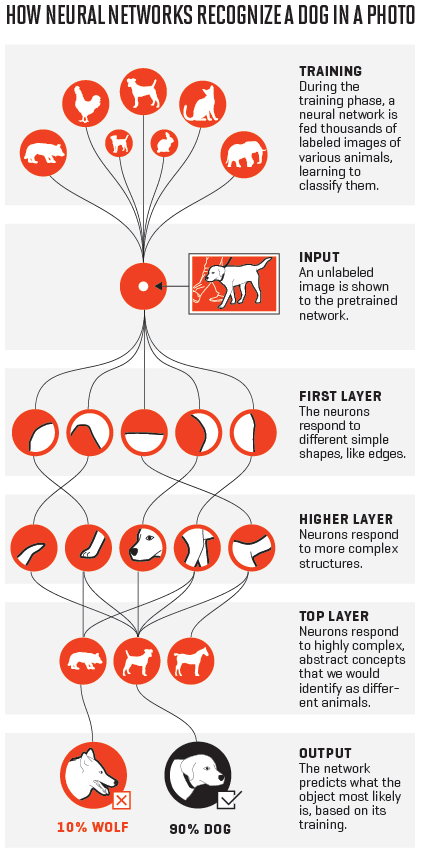 HOW NEURAL NETWORKS RECOGNIZE A DOG IN A PHOTO
TRAINING
During the
training phase, a
neural network is
fed thousands of
labeled images of
various animals,
learning to
classify them.
INPUT
An unlabeled
image is shown
to the pretrained
network.
FIRST LAYER
The neurons
respond to
different simple
shapes, like edges.
HIGHER LAYER
Neurons respond
to more complex
structures.
TOP LAYER
Neurons respond
to highly complex,
abstract concepts
that we would
identify as differ-
ent animals.
OUTPUT
The network
predicts what the
object most likely
is, based on its
training.
10% WOLF
90% DOG